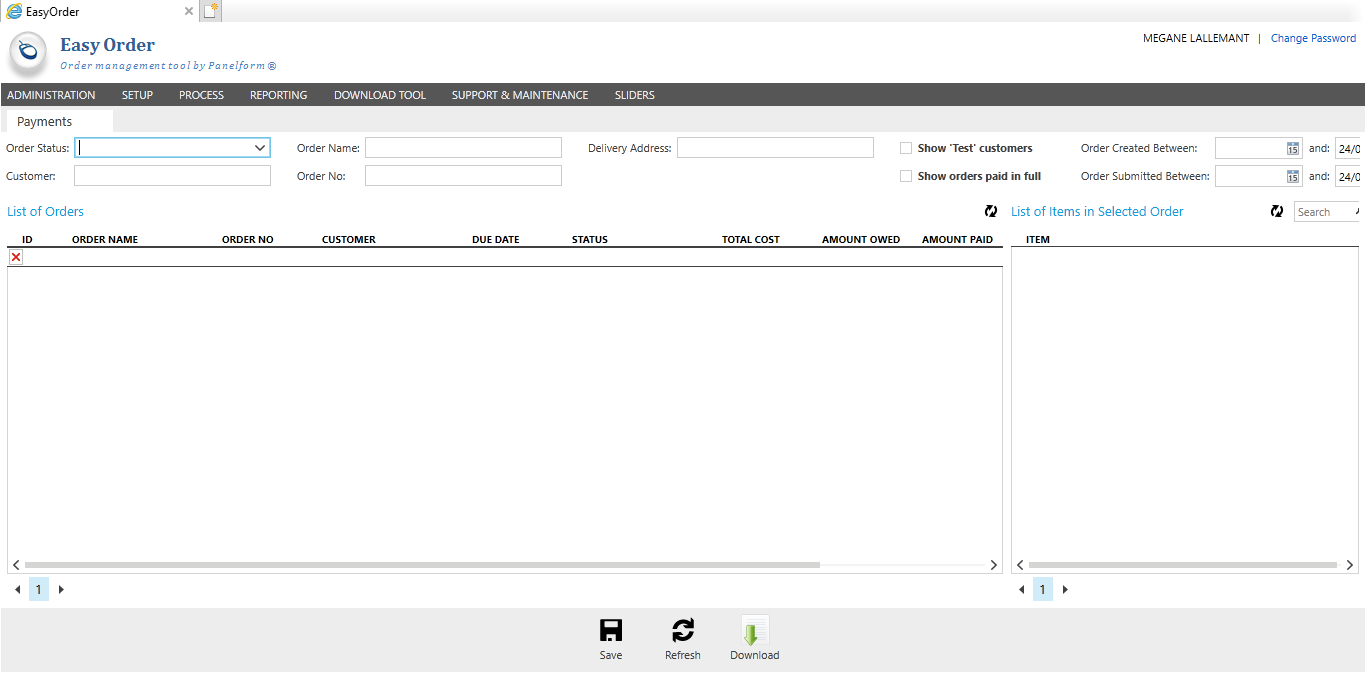 EasyOrder
Easy Order
Order management tool by Panelform ®
MEGANE LALLEMANT | Change Password
ADMINISTRATION SETUP PROCESS REPORTING DOWNLOAD TOOL SUPPORT & MAINTENANCE SLIDERS
Payments
Order Status: Order Name: Delivery Address: Show 'Test' customers Order Created Between: 15 and: 24/0
Customer: Order No: Show orders paid in full Order Submitted Between: 15 and: 24/0
List of Orders List of Items in Selected Order Search
ID ORDER NAME ORDER NO CUSTOMER DUE DATE STATUS TOTAL COST AMOUNT OWED AMOUNT PAID ITEM
1 1
Save Refresh Download